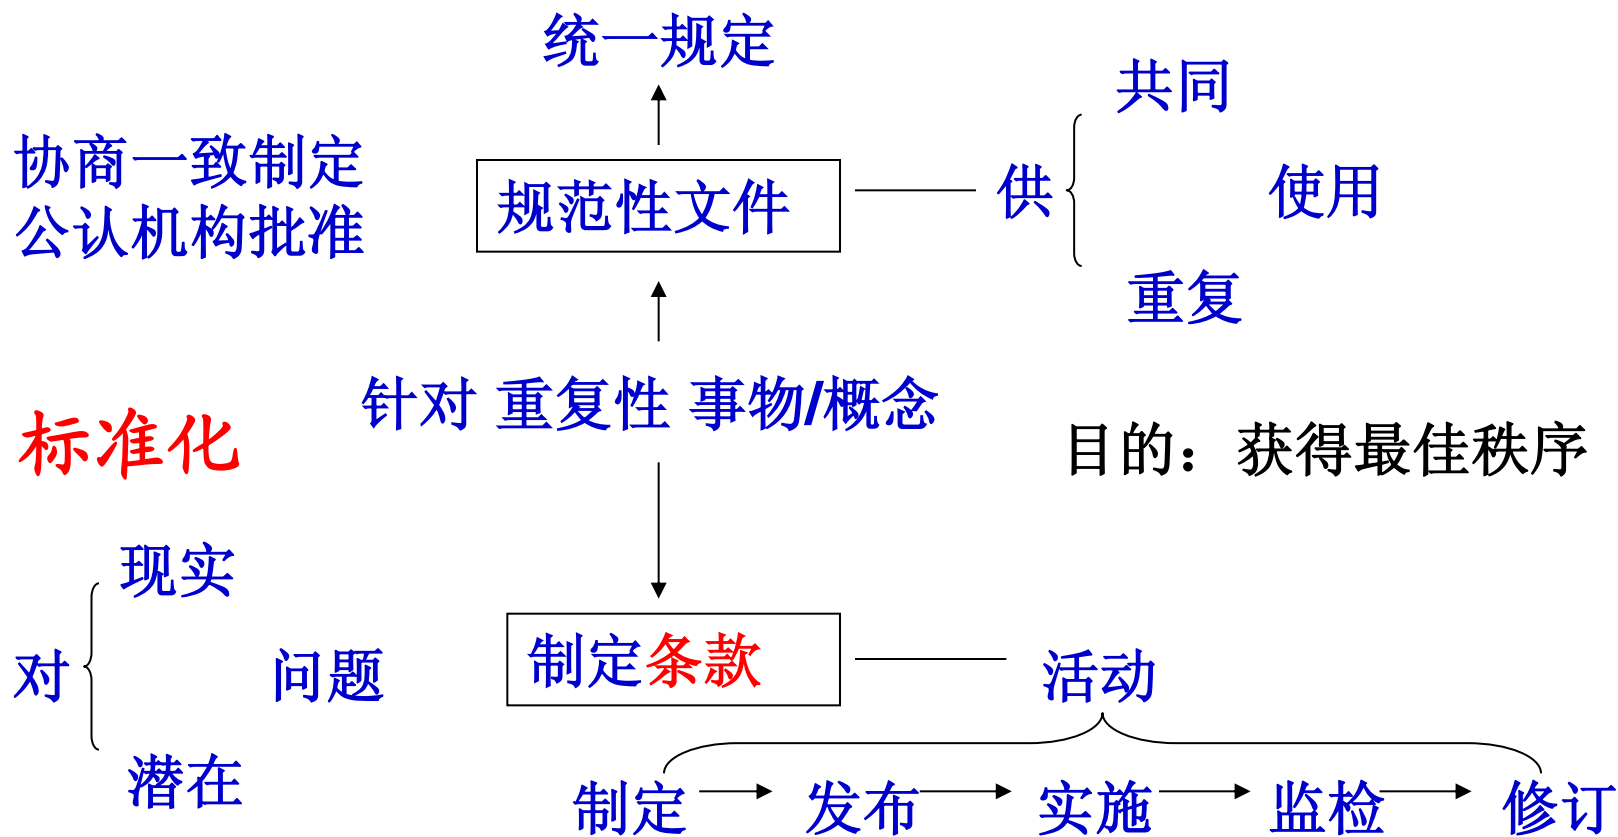 统一规定
共同
协商一致制定
公认机构批准
规范性文件
供
使用
重复
针对 重复性 事物/概念
标准化
目的：获得最佳秩序
现实
对
问题
制定条款
活动
潜在
制定
发布
实施
监检
修订